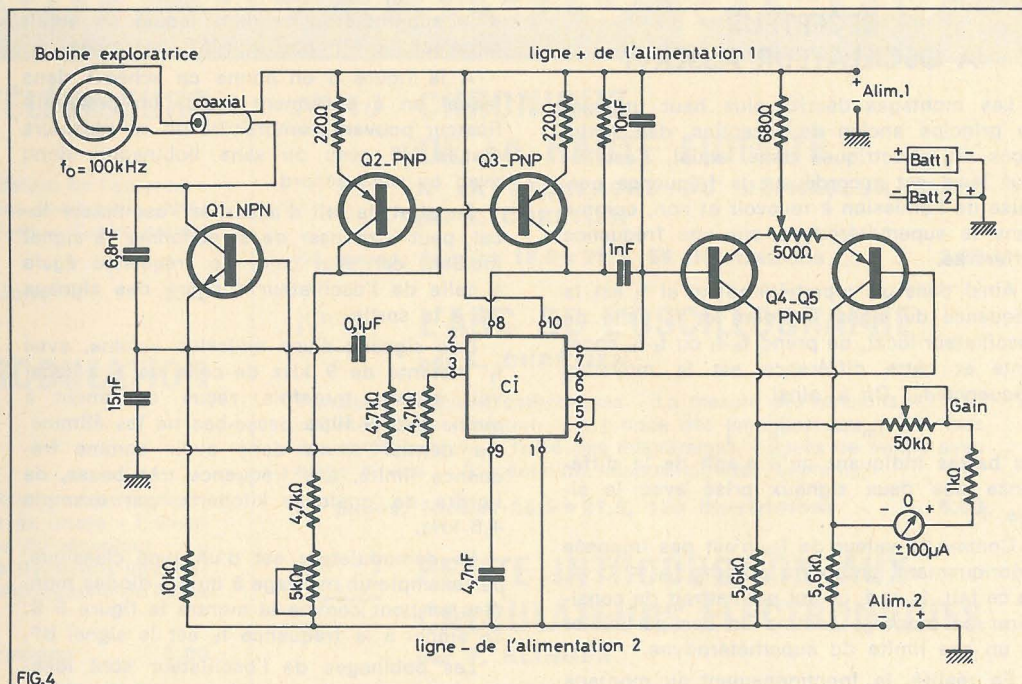 Bobine exploratrice
coaxial
fo = 100kHz
ligne + de l'alimentation 1
Alim.1
Batt 1
Batt 2
220Ω
Q2_PNP
Q3_PNP
220Ω
10nF
680Ω
Q1_NPN
6,8nF
1nF
500Ω
Q4_Q5
PNP
0,1µF
8
10
2
3
7
6
5
4
9
1
Ci
15nF
4,7kΩ
4,7kΩ
Gain
50kΩ
1kΩ
4,7kΩ
10kΩ
5kΩ
4,7nF
5,6kΩ
5,6kΩ
- 0 +
±100µA
Alim.2
ligne - de l'alimentation 2
FIG.4